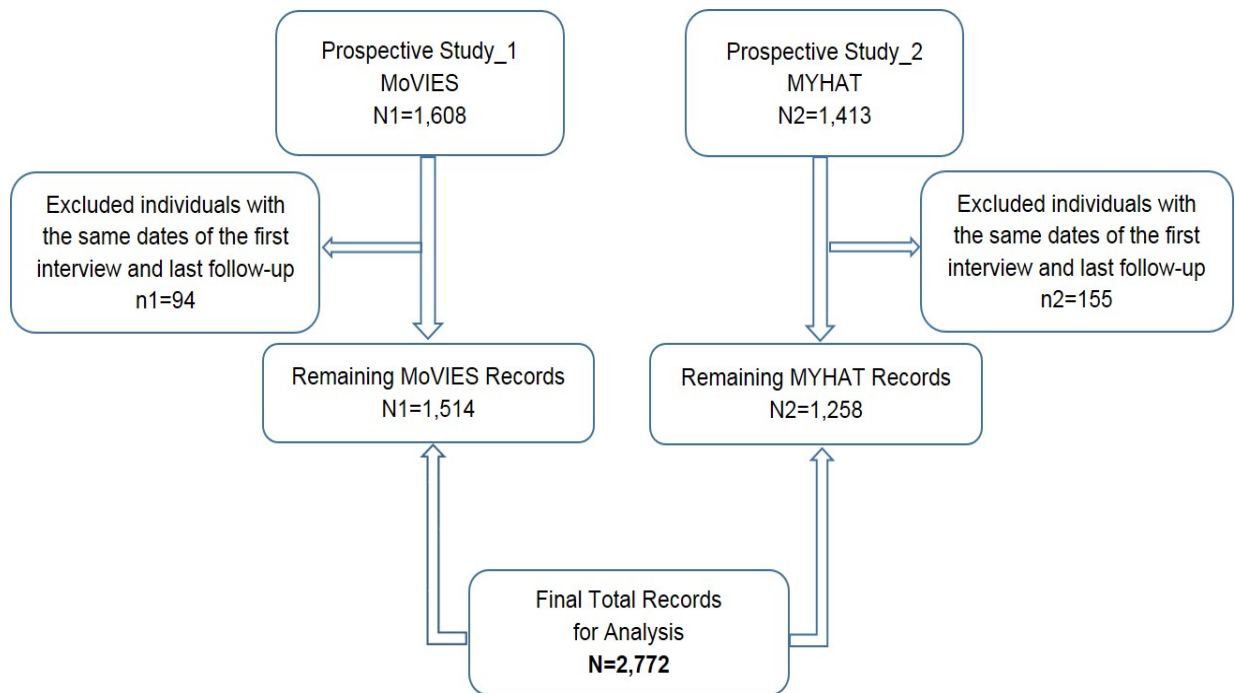 Prospective Study_1
MoVIES
N1=1,608
Prospective Study_2
MYHAT
N2=1,413
Excluded individuals with
the same dates of the first
interview and last follow-up
n1=94
Excluded individuals with
the same dates of the first
interview and last follow-up
n2=155
Remaining MoVIES Records
N1=1,514
Remaining MYHAT Records
N2=1,258
Final Total Records
for Analysis
N=2,772